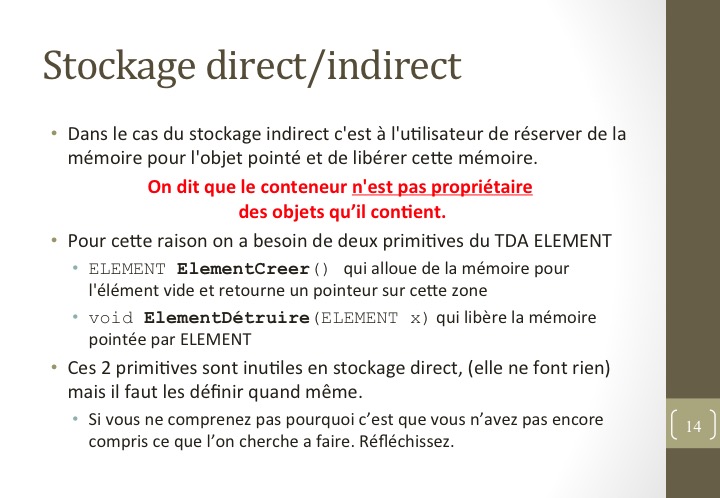 Stockage direct/indirect
• Dans le cas du stockage indirect c'est à l'utilisateur de réserver de la
mémoire pour l'objet pointé et de libérer cette mémoire.
On dit que le conteneur n'est pas propriétaire
des objets qu’il contient.
• Pour cette raison on a besoin de deux primitives du TDA ELEMENT
• ELEMENT ElementCreer() qui alloue de la mémoire pour
l'élément vide et retourne un pointeur sur cette zone
• void ElementDétruire(ELEMENT x) qui libère la mémoire
pointée par ELEMENT
• Ces 2 primitives sont inutiles en stockage direct, (elle ne font rien)
mais il faut les définir quand même.
• Si vous ne comprenez pas pourquoi c’est que vous n’avez pas encore
compris ce que l’on cherche a faire. Réfléchissez.
14